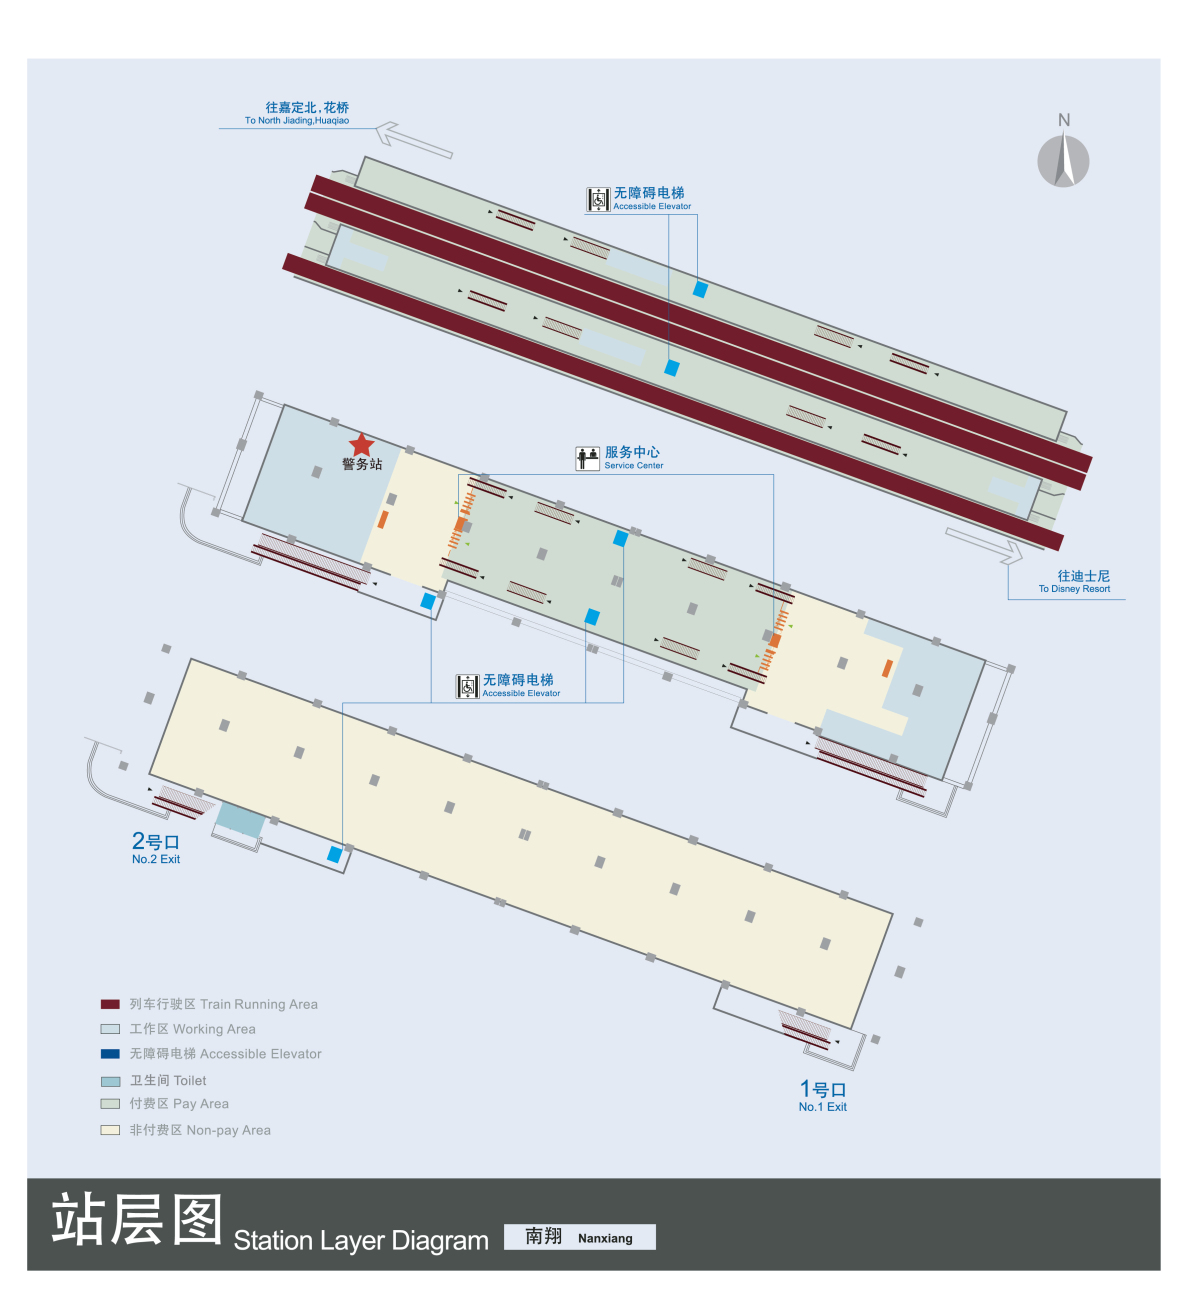 往嘉定北,花桥
To North Jiading,Huaqiao
N
无障碍电梯
Accessible Elevator
警务站
服务中心
Service Center
往迪士尼
To Disney Resort
无障碍电梯
Accessible Elevator
2号口
No.2 Exit
1号口
No.1 Exit
列车行驶区 Train Running Area
工作区 Working Area
无障碍电梯 Accessible Elevator
卫生间 Toilet
付费区 Pay Area
非付费区 Non-pay Area
站层图 Station Layer Diagram 南翔 Nanxiang